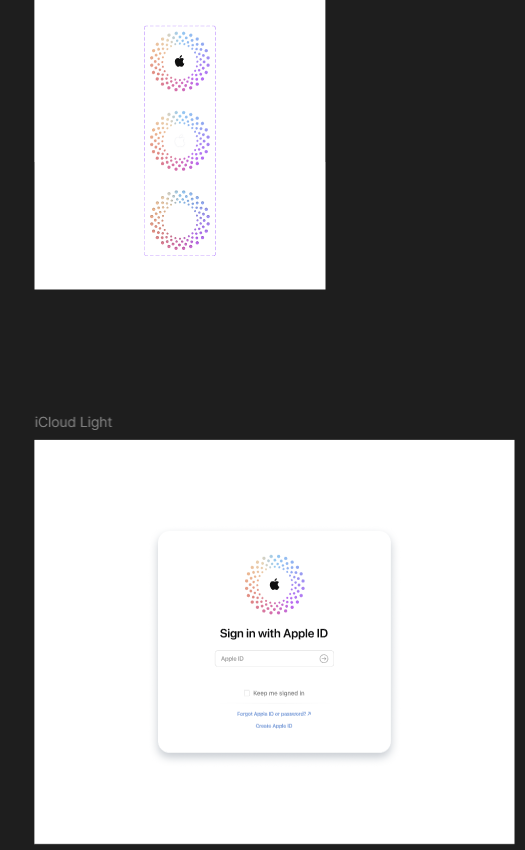 iCloud Light
Sign in with Apple ID
Apple ID
Keep me signed in
Forgot Apple ID or password? ↗
Create Apple ID